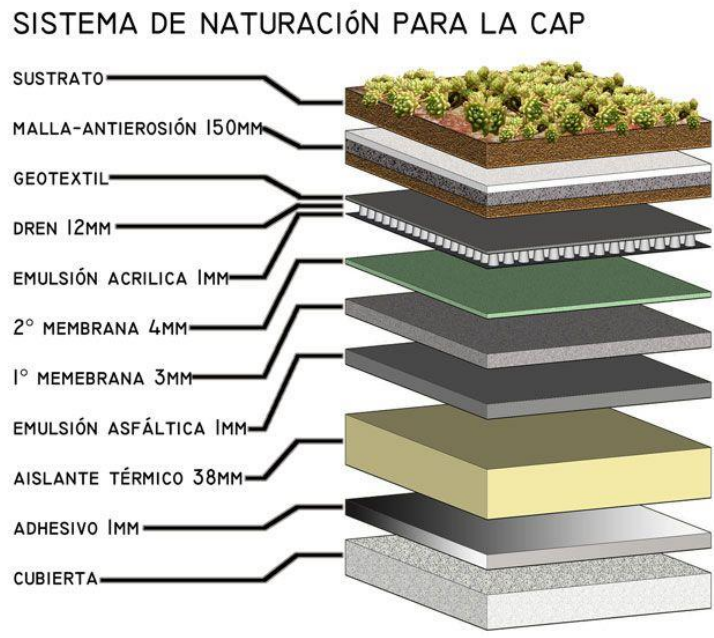 SISTEMA DE NATURACIÓN PARA LA CAP
SUSTRATO
MALLA-ANTIEROSIÓN 150MM
GEOTEXTIL
DREN 12MM
EMULSIÓN ACRILICA 1MM
2° MEMBRANA 4MM
1° MEMEBRANA 3MM
EMULSIÓN ASFÁLTICA 1MM
AISLANTE TÉRMICO 38MM
ADHESIVO 1MM
CUBIERTA